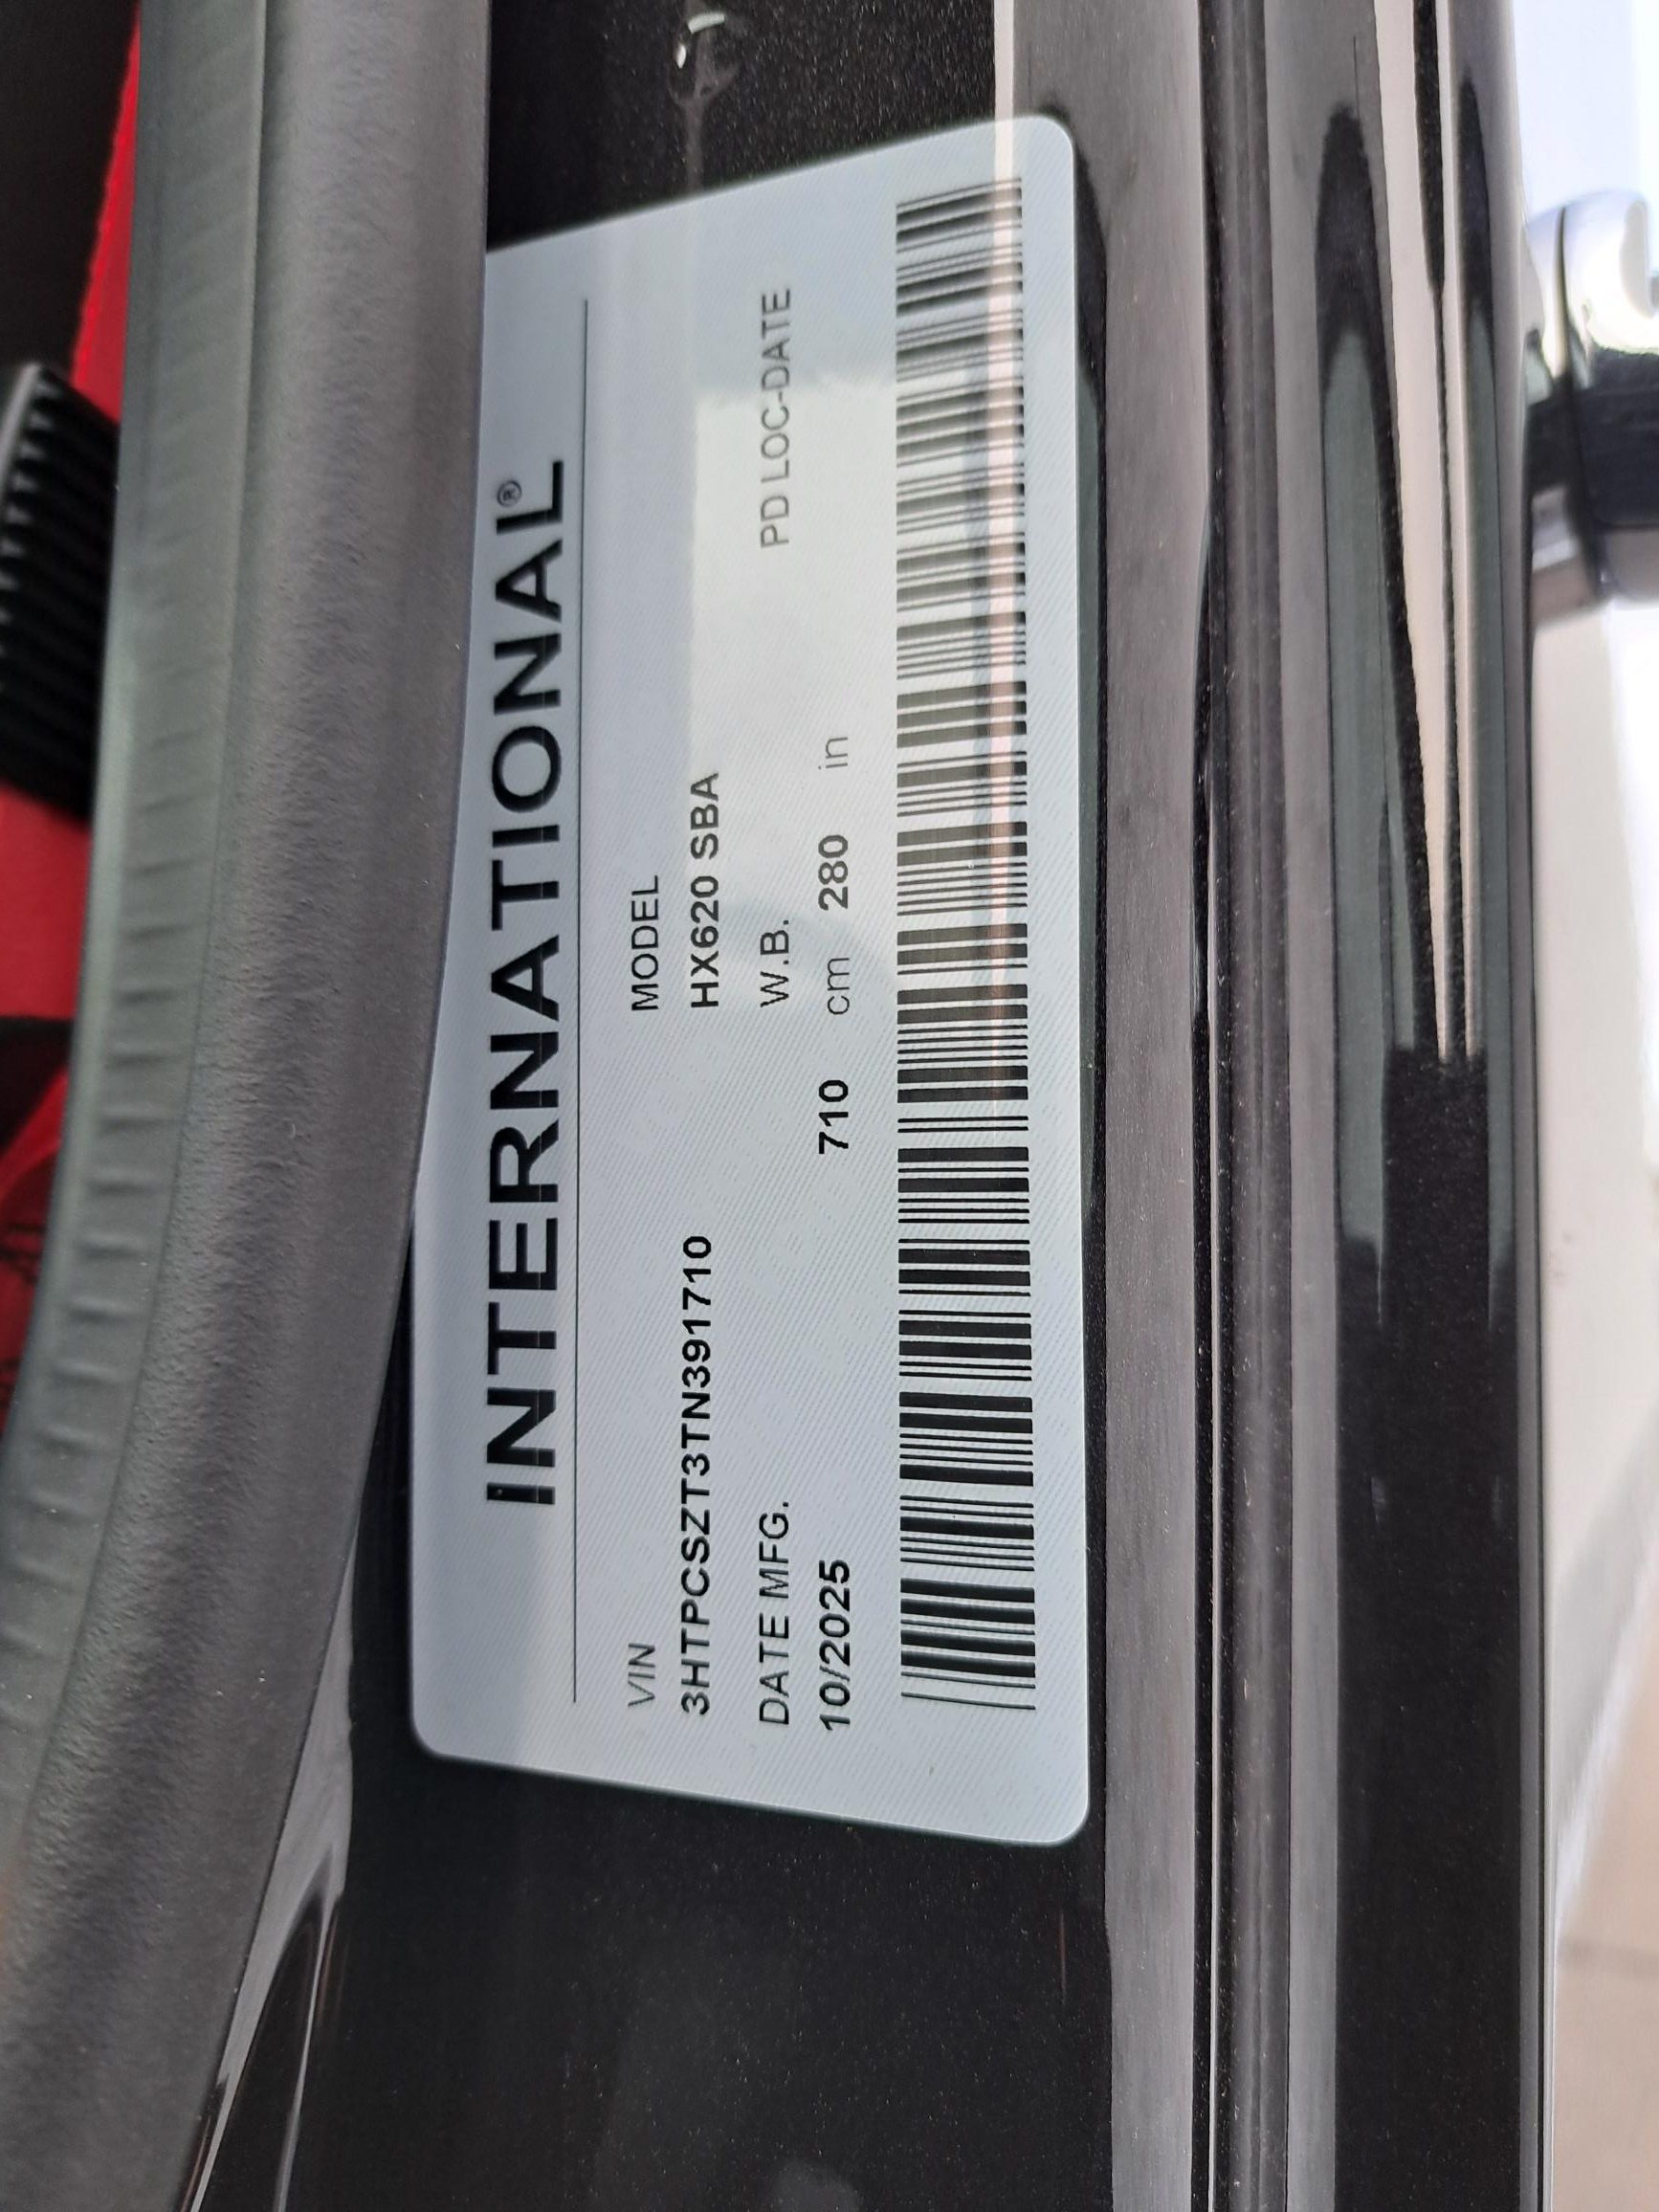 INTERNATIONAL®
VIN MODEL
3HTPCSZT3TN391710 HX620 SBA
DATE MFG. W.B. PD LOC-DATE
10/2025 710 cm 280 in